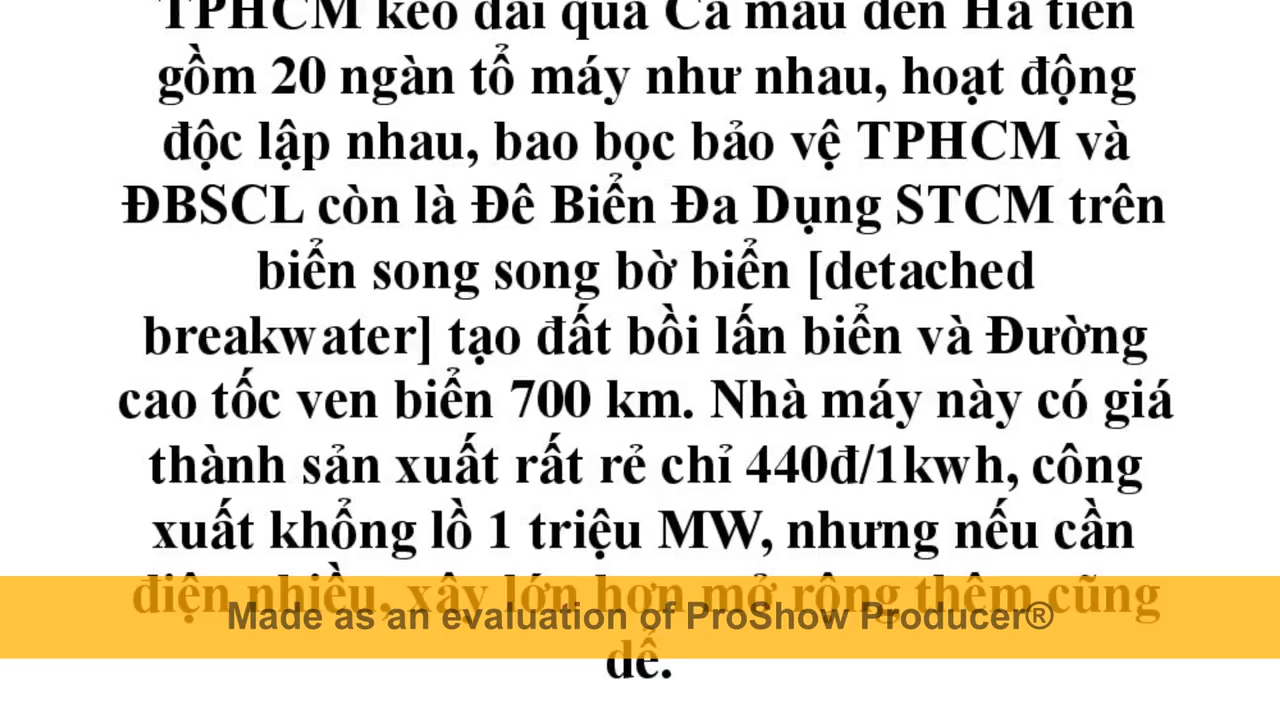 TPHCM kéo dài qua Cà mau đến Hà tiên
gồm 20 ngàn tổ máy như nhau, hoạt động
độc lập nhau, bao bọc bảo vệ TPHCM và
ĐBSCL còn là Đê Biển Đa Dụng STCM trên
biển song song bờ biển [detached
breakwater] tạo đất bồi lấn biển và Đường
cao tốc ven biển 700 km. Nhà máy này có giá
thành sản xuất rất rẻ chỉ 440đ/1kwh, công
xuất khổng lồ 1 triệu MW, nhưng nếu cần
điện nhiều, xây lớn hơn mở rộng thêm cũng
Made as an evaluation of ProShow Producer®
dể.